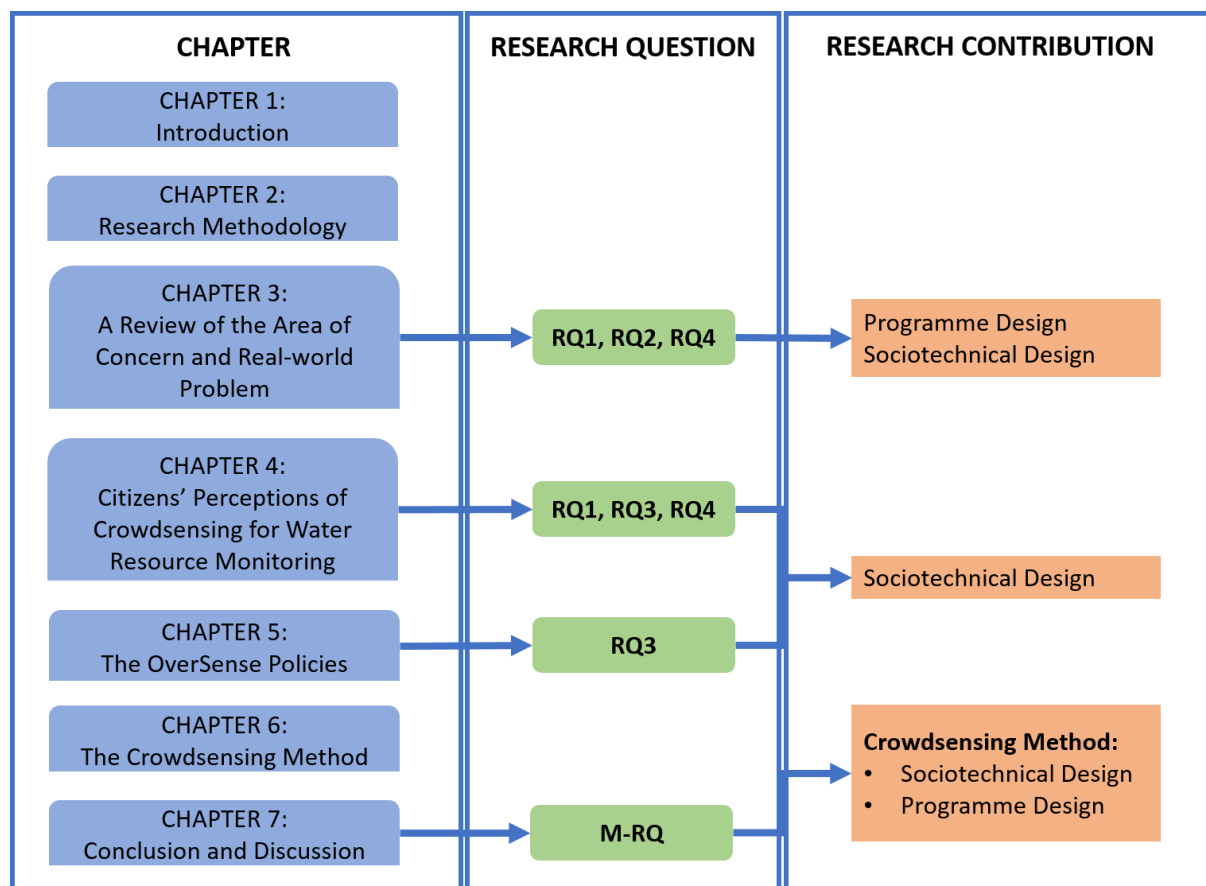 CHAPTER
CHAPTER 1:
Introduction
CHAPTER 2:
Research Methodology
CHAPTER 3:
A Review of the Area of
Concern and Real-world
Problem
CHAPTER 4:
Citizens’ Perceptions of
Crowdsensing for Water
Resource Monitoring
CHAPTER 5:
The OverSense Policies
CHAPTER 6:
The Crowdsensing Method
CHAPTER 7:
Conclusion and Discussion
RESEARCH QUESTION
RQ1, RQ2, RQ4
RQ1, RQ3, RQ4
RQ3
M-RQ
RESEARCH CONTRIBUTION
Programme Design
Sociotechnical Design
Sociotechnical Design
Crowdsensing Method:
• Sociotechnical Design
• Programme Design